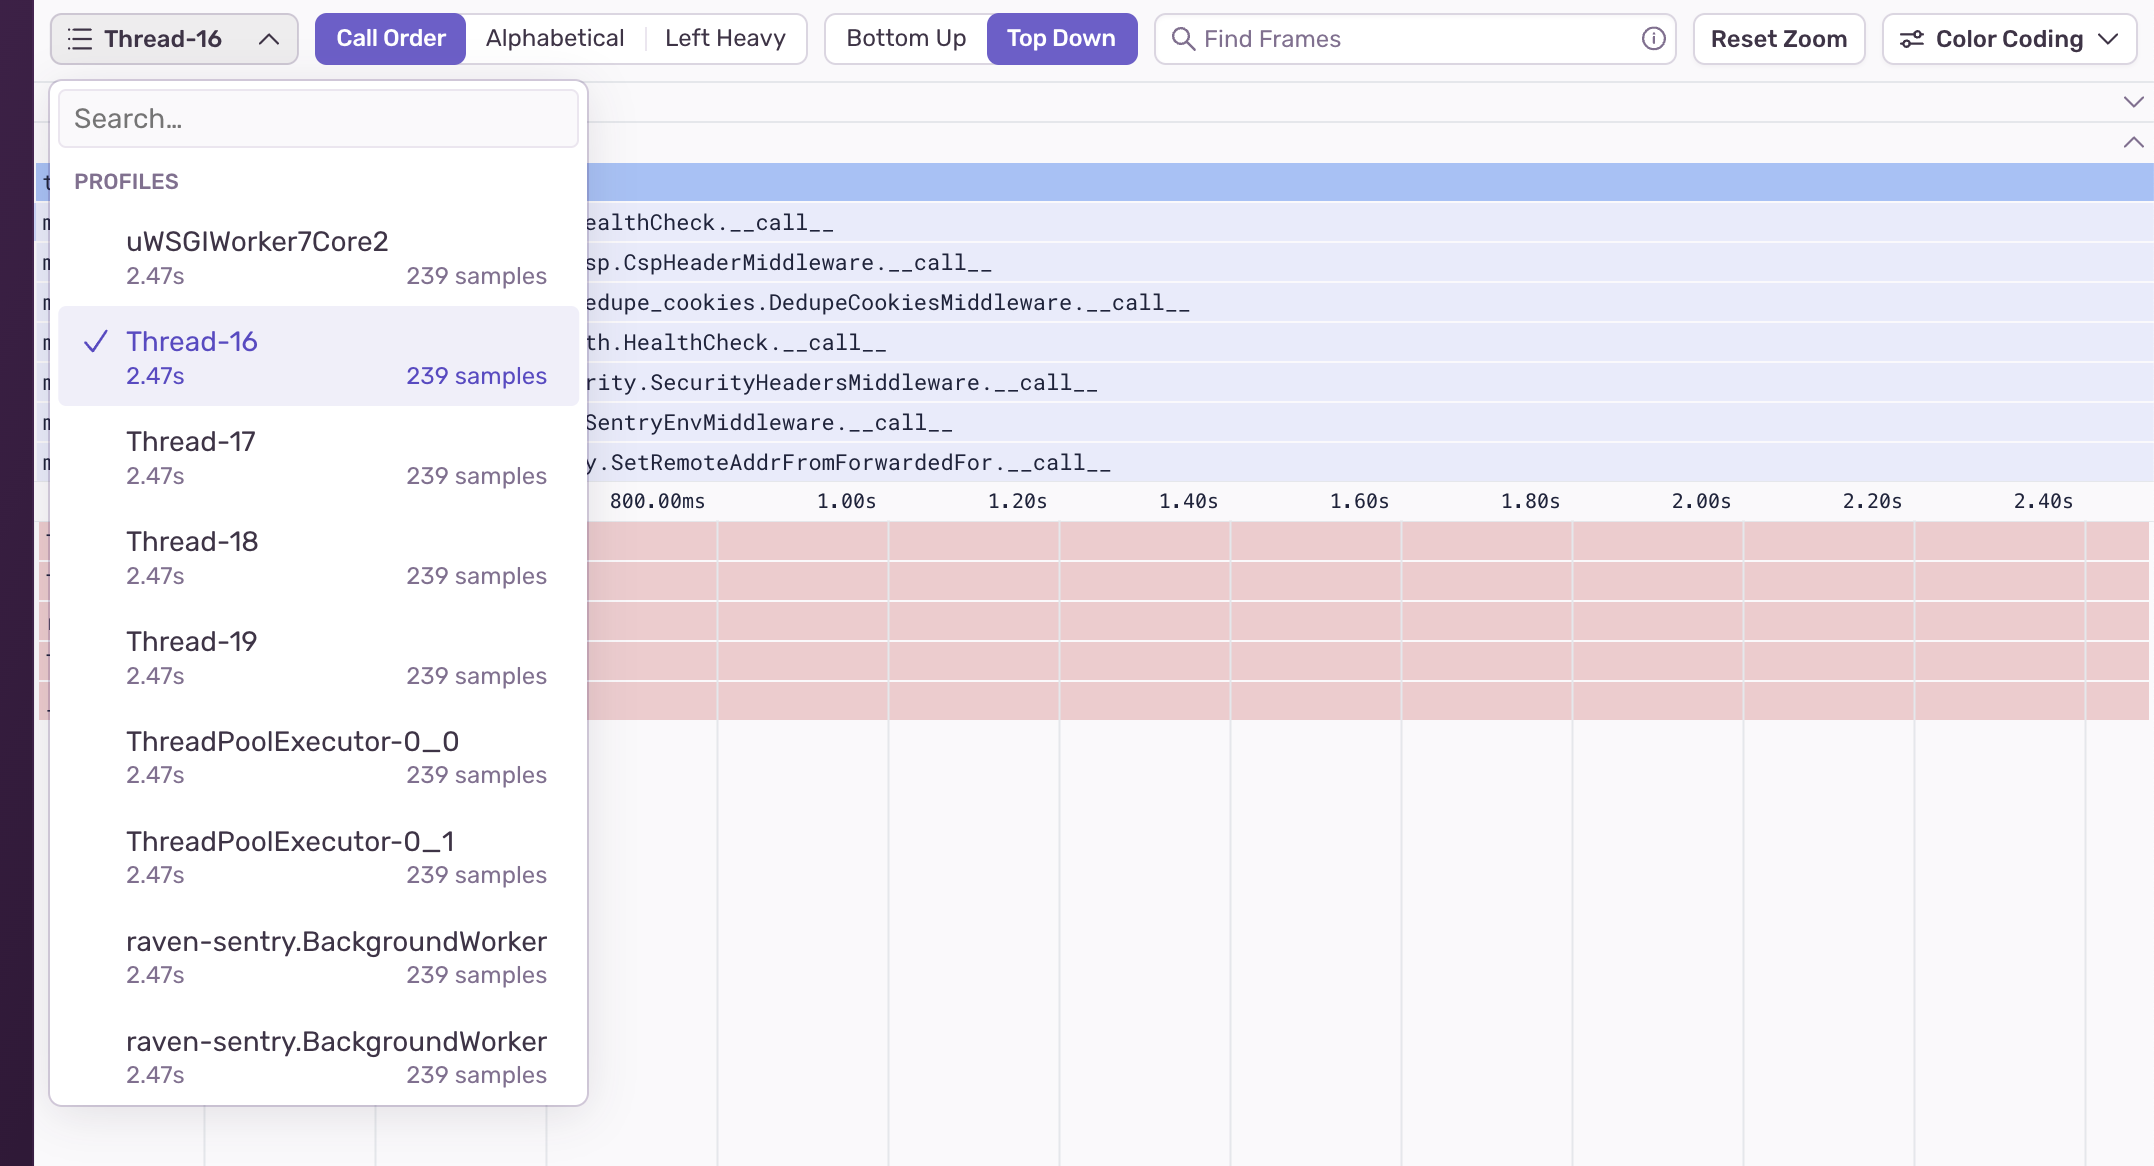 Thread-16 Call Order Alphabetical Left Heavy Bottom Up Top Down Find Frames Reset Zoom Color Coding
Search...
PROFILES
uWSGIWorker7Core2
2.47s 239 samples
Thread-16
2.47s 239 samples
Thread-17
2.47s 239 samples
Thread-18
2.47s 239 samples
Thread-19
2.47s 239 samples
ThreadPoolExecutor-0_0
2.47s 239 samples
ThreadPoolExecutor-0_1
2.47s 239 samples
raven-sentry.BackgroundWorker
2.47s 239 samples
raven-sentry.BackgroundWorker
2.47s 239 samples
ealthCheck.__call__
sp.CspHeaderMiddleware.__call__
edupe_cookies.DedupeCookiesMiddleware.__call__
th.HealthCheck.__call__
rity.SecurityHeadersMiddleware.__call__
SentryEnvMiddleware.__call__
y.SetRemoteAddrFromForwardedFor.__call__
800.00ms 1.00s 1.20s 1.40s 1.60s 1.80s 2.00s 2.20s 2.40s